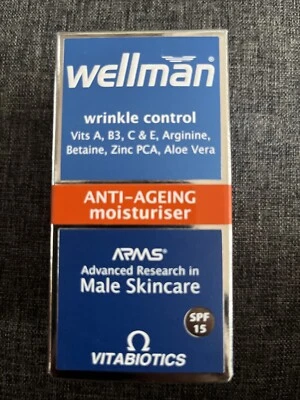 wellman®
wrinkle control
Vits A, B3, C & E, Arginine,
Betaine, Zinc PCA, Aloe Vera
ANTI-AGEING
moisturiser
ARMS®
Advanced Research in
Male Skincare
SPF
15
VITABIOTICS